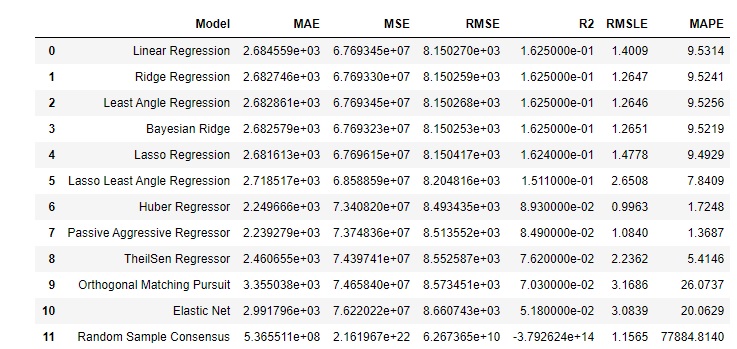 Model MAE MSE RMSE R2 RMSLE MAPE
0 Linear Regression 2.684559e+03 6.769345e+07 8.150270e+03 1.625000e-01 1.4009 9.5314
1 Ridge Regression 2.682746e+03 6.769330e+07 8.150259e+03 1.625000e-01 1.2647 9.5241
2 Least Angle Regression 2.682861e+03 6.769345e+07 8.150268e+03 1.625000e-01 1.2646 9.5256
3 Bayesian Ridge 2.682579e+03 6.769323e+07 8.150253e+03 1.625000e-01 1.2651 9.5219
4 Lasso Regression 2.681613e+03 6.769615e+07 8.150417e+03 1.624000e-01 1.4778 9.4929
5 Lasso Least Angle Regression 2.718517e+03 6.858859e+07 8.204816e+03 1.511000e-01 2.6508 7.8409
6 Huber Regressor 2.249666e+03 7.340820e+07 8.493435e+03 8.930000e-02 0.9963 1.7248
7 Passive Aggressive Regressor 2.239279e+03 7.374836e+07 8.513552e+03 8.490000e-02 1.0840 1.3687
8 TheilSen Regressor 2.460655e+03 7.439741e+07 8.552587e+03 7.620000e-02 2.2362 5.4146
9 Orthogonal Matching Pursuit 3.355038e+03 7.465840e+07 8.573451e+03 7.030000e-02 3.1686 26.0737
10 Elastic Net 2.991796e+03 7.622022e+07 8.660743e+03 5.180000e-02 3.0839 20.0629
11 Random Sample Consensus 5.365511e+08 2.161967e+22 6.267365e+10 -3.792624e+14 1.1565 77884.8140